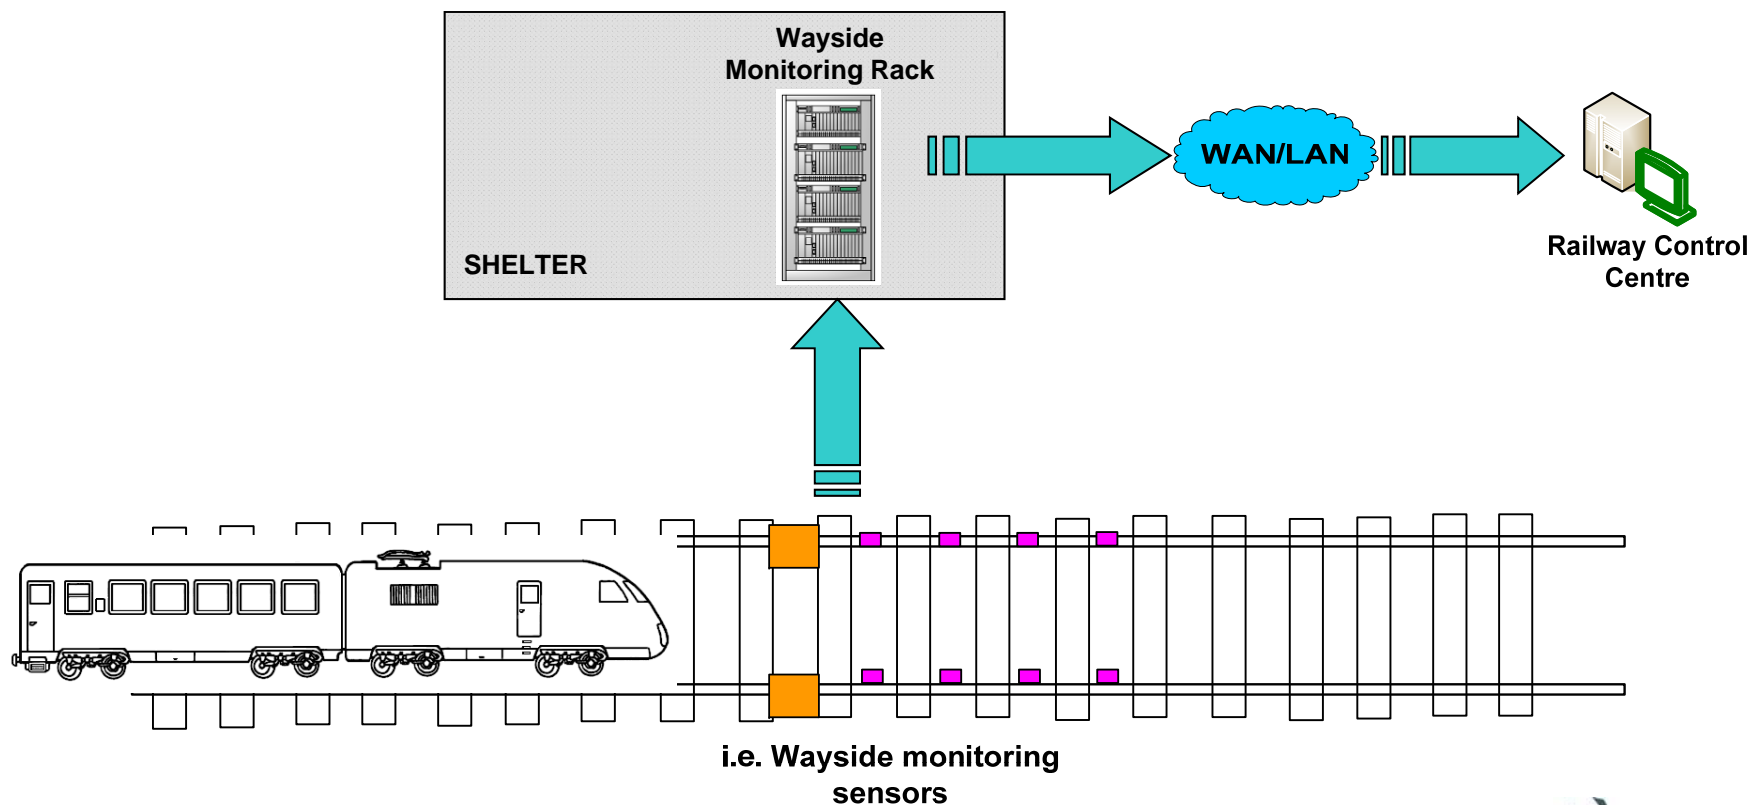 Wayside
Monitoring Rack
SHELTER
WAN/LAN
Railway Control
Centre
i.e. Wayside monitoring
sensors